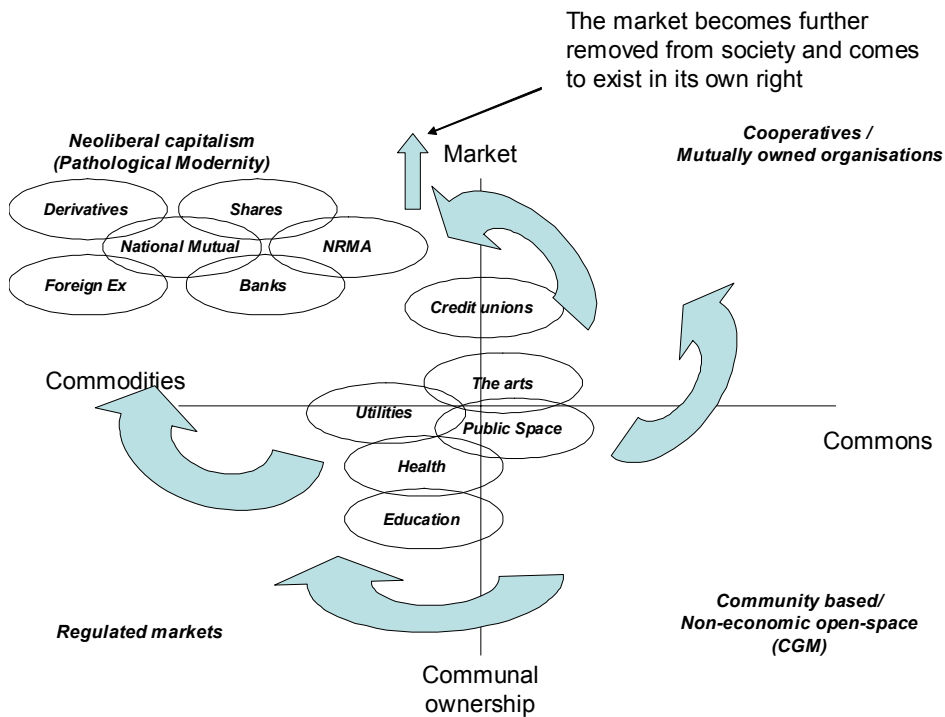 The market becomes further
removed from society and comes
to exist in its own right
Neoliberal capitalism
(Pathological Modernity)
Market
Cooperatives /
Mutually owned organisations
Derivatives
Shares
National Mutual
NRMA
Foreign Ex
Banks
Credit unions
Commodities
The arts
Utilities
Public Space
Commons
Health
Education
Regulated markets
Community based/
Non-economic open-space
(CGM)
Communal
ownership